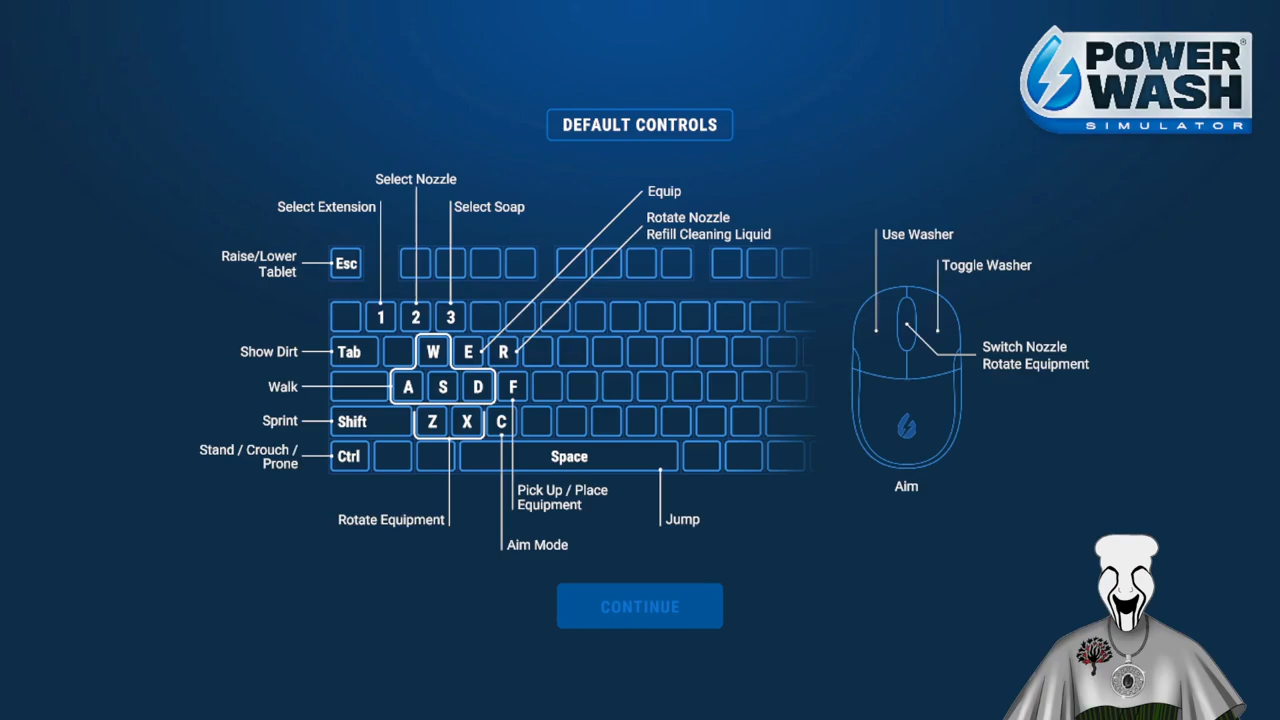 POWER
WASH
SIMULATOR
DEFAULT CONTROLS
Select Nozzle
Select Extension
Select Soap
Equip
Rotate Nozzle
Refill Cleaning Liquid
Raise/Lower
Tablet
Esc
1 2 3
Show Dirt
Tab W E R
Walk
A S D F
Sprint
Shift Z X C
Stand / Crouch /
Prone
Ctrl Space
Rotate Equipment
Pick Up / Place
Equipment
Aim Mode
Jump
Use Washer
Toggle Washer
Switch Nozzle
Rotate Equipment
Aim
CONTINUE